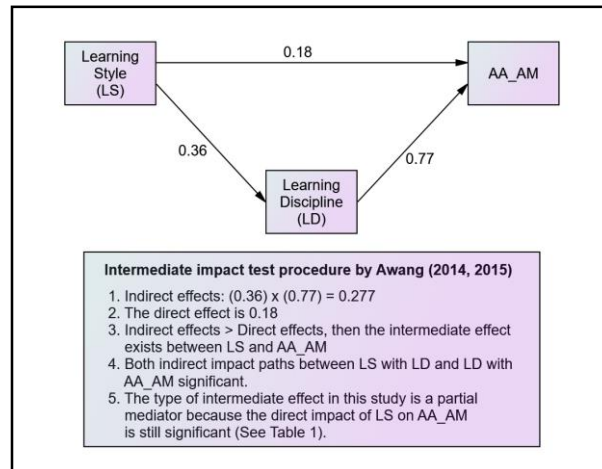 Learning
Style
(LS)
0.18
AA_AM
0.36
0.77
Learning
Discipline
(LD)
Intermediate impact test procedure by Awang (2014, 2015)
1. Indirect effects: (0.36) x (0.77) = 0.277
2. The direct effect is 0.18
3. Indirect effects > Direct effects, then the intermediate effect
exists between LS and AA_AM
4. Both indirect impact paths between LS with LD and LD with
AA_AM significant.
5. The type of intermediate effect in this study is a partial
mediator because the direct impact of LS on AA_AM
is still significant (See Table 1).